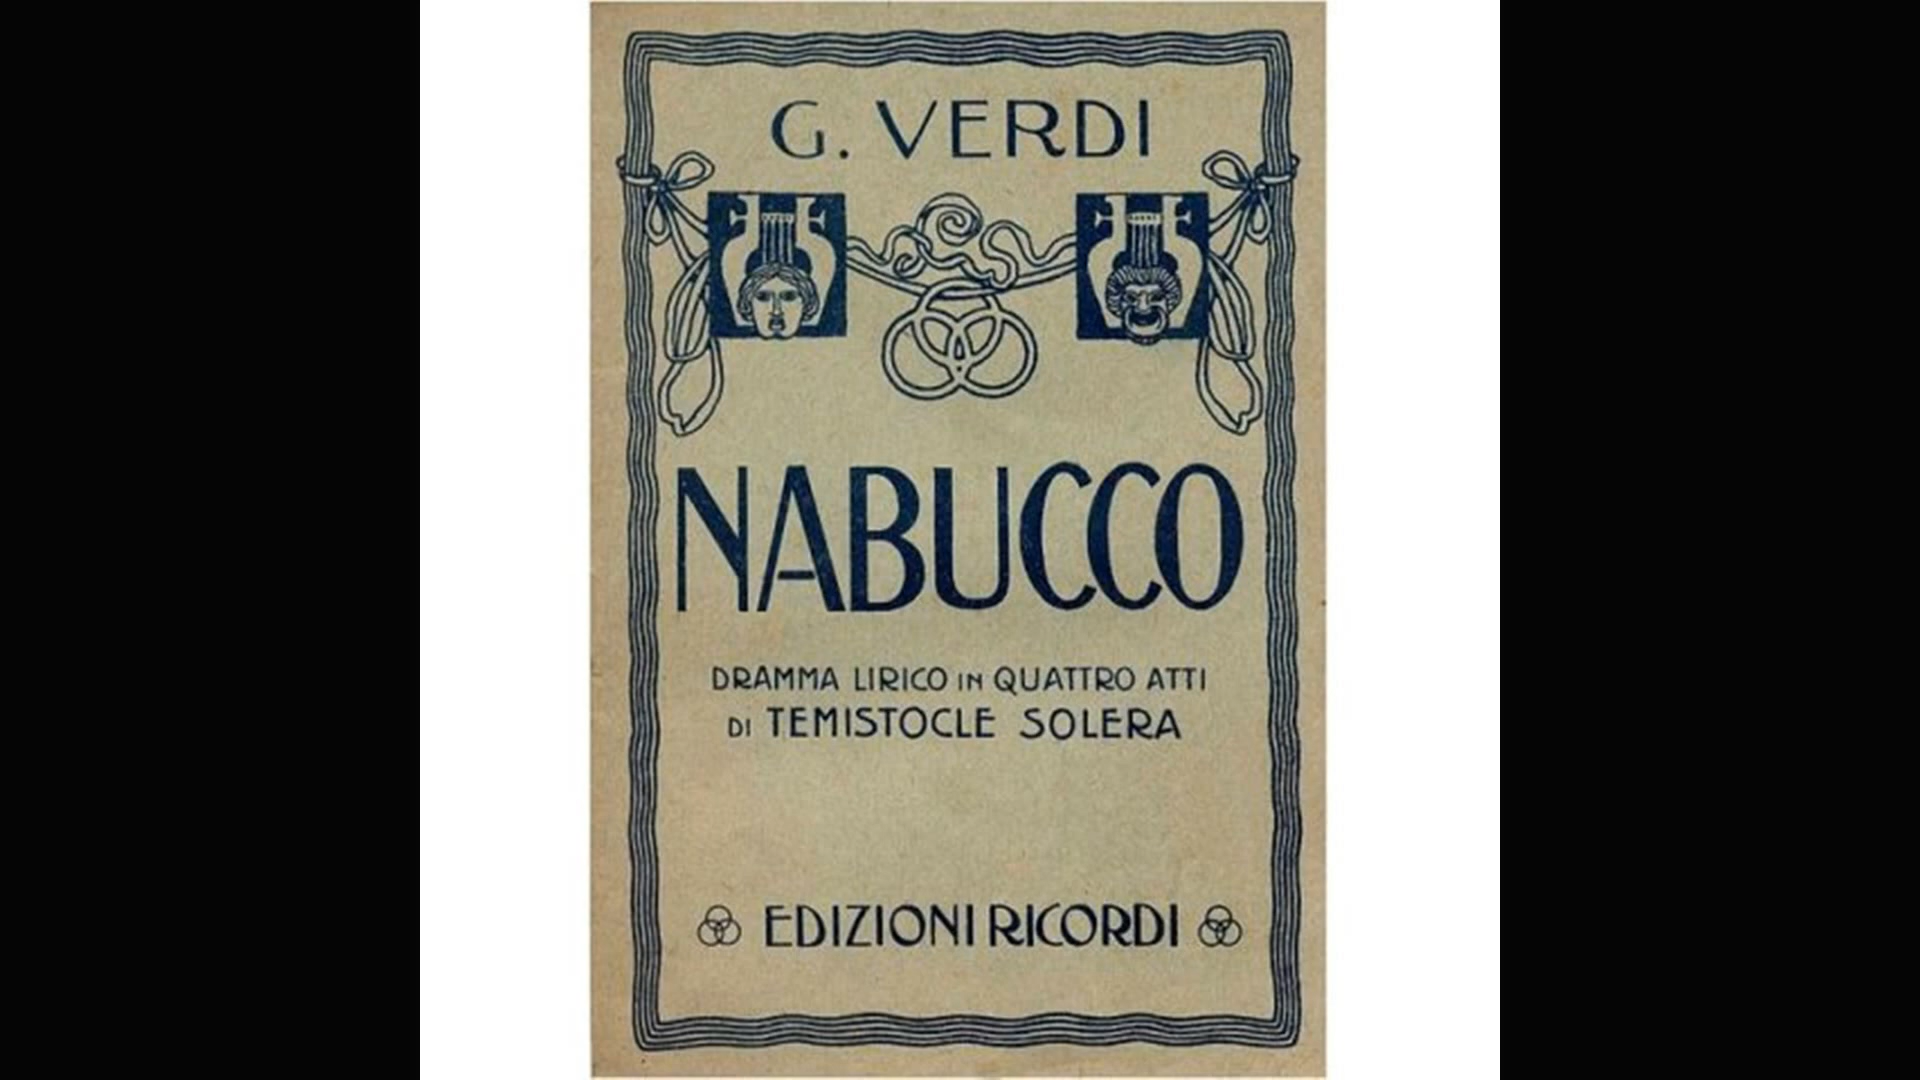 G. VERDI
NABUCCO
DRAMMA LIRICO IN QUATTRO ATTI
DI TEMISTOCLE SOLERA
EDIZIONI RICORDI